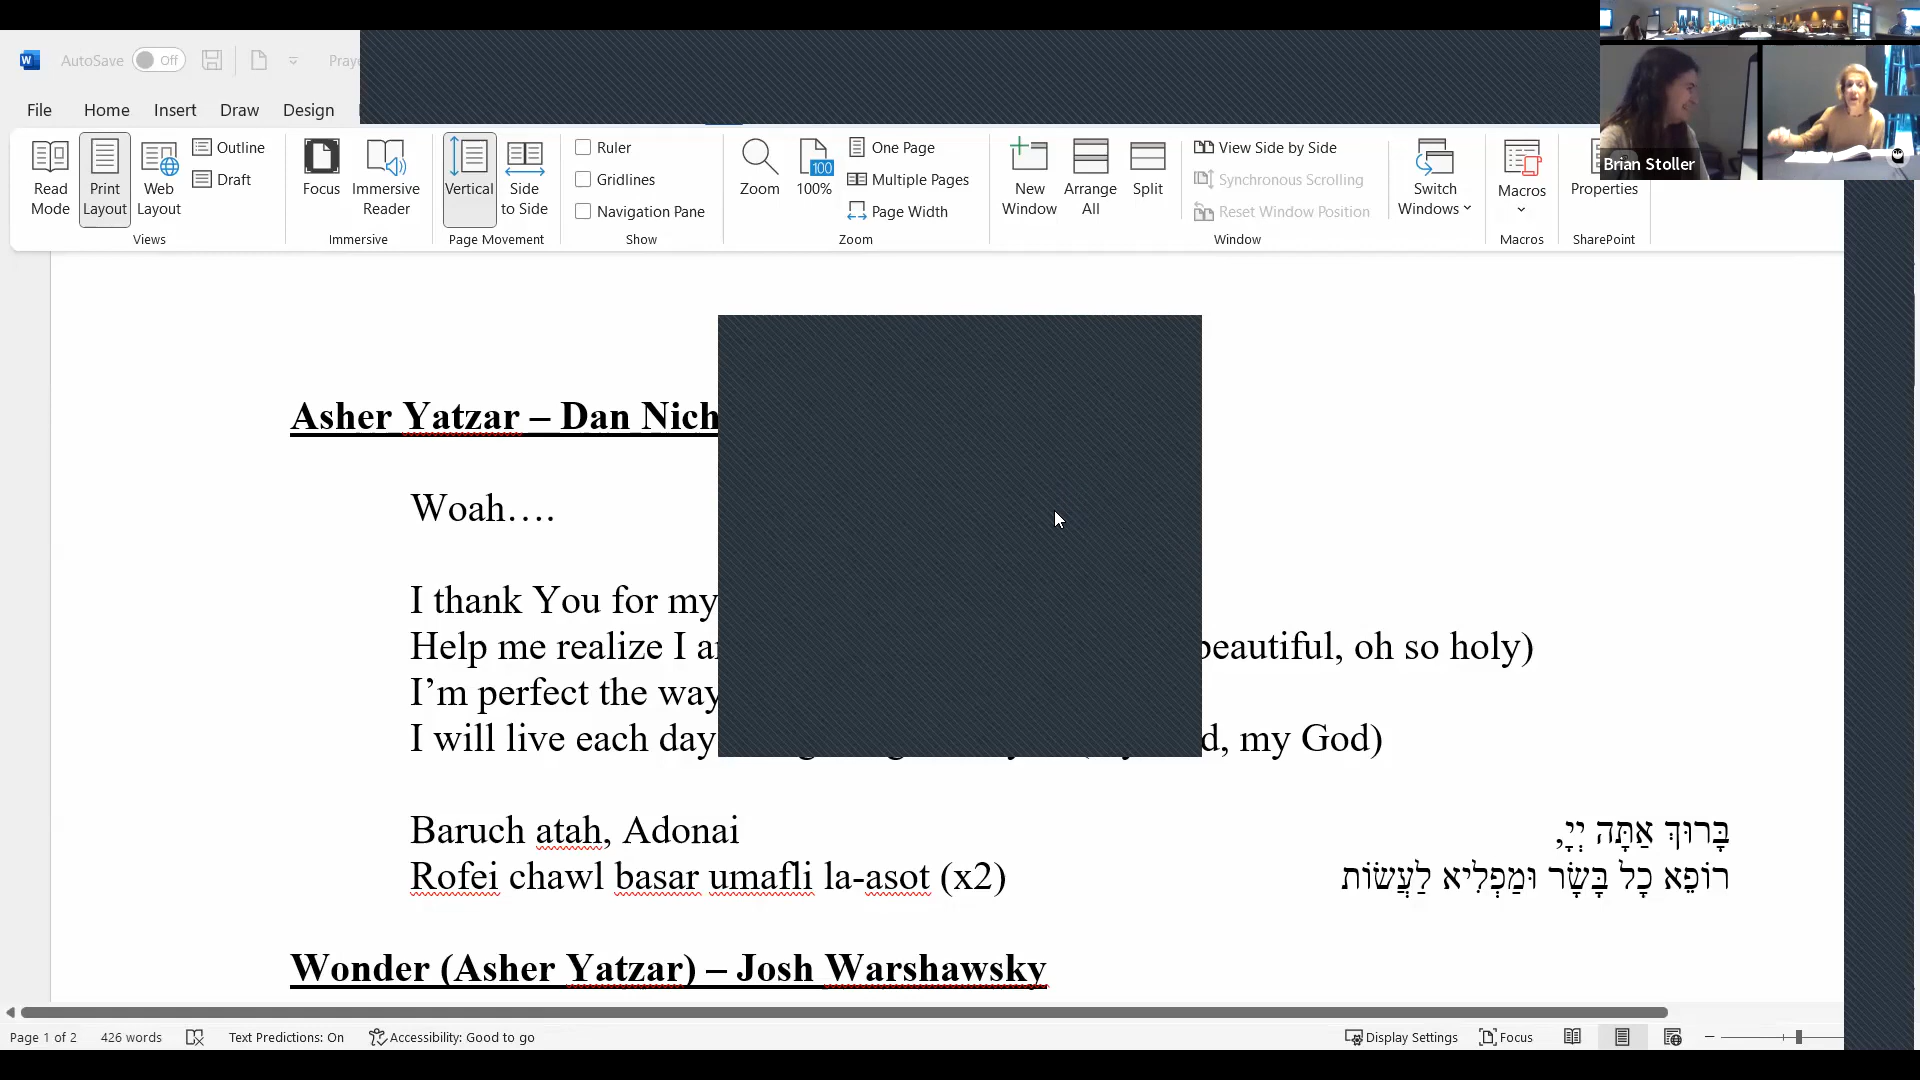 AutoSave Off
File Home Insert Draw Design
Read Mode
Print Layout
Web Layout
Outline
Draft
Views
Focus
Immersive Reader
Immersive
Vertical
Side to Side
Page Movement
Ruler
Gridlines
Navigation Pane
Show
Zoom
100
100%
One Page
Multiple Pages
Page Width
Zoom
New Window
Arrange All
Split
View Side by Side
Synchronous Scrolling
Reset Window Position
Window
Switch Windows
Macros
Macros
Properties
SharePoint
Brian Stoller
Asher Yatzar – Dan Nich
Woah….
I thank You for my
Help me realize I beautiful, oh so holy)
I’m perfect the way
I will live each day my God)
Baruch atah, Adonai בָּרוּךְ אַתָּה יְיָ,
Rofei chawl basar umafli la-asot (x2) רוֹפֵא כָל בָּשָׂר וּמַפְלִיא לַעֲשׂוֹת
Wonder (Asher Yatzar) – Josh Warshawsky
Page 1 of 2 426 words Text Predictions: On Accessibility: Good to go Display Settings Focus